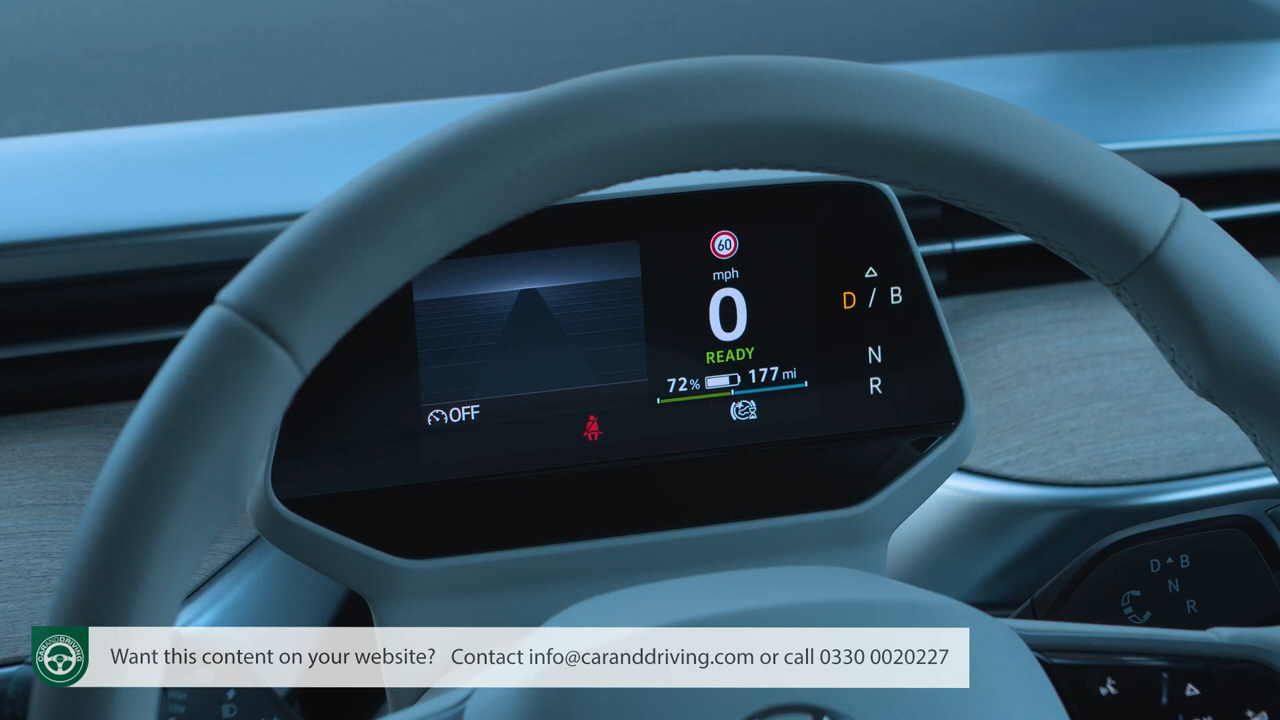 60
mph
0
READY
72% 177 mi
OFF
D / B
N
R
D B
N
R
CARANDDRIVING
Want this content on your website? Contact info@caranddriving.com or call 0330 0020227